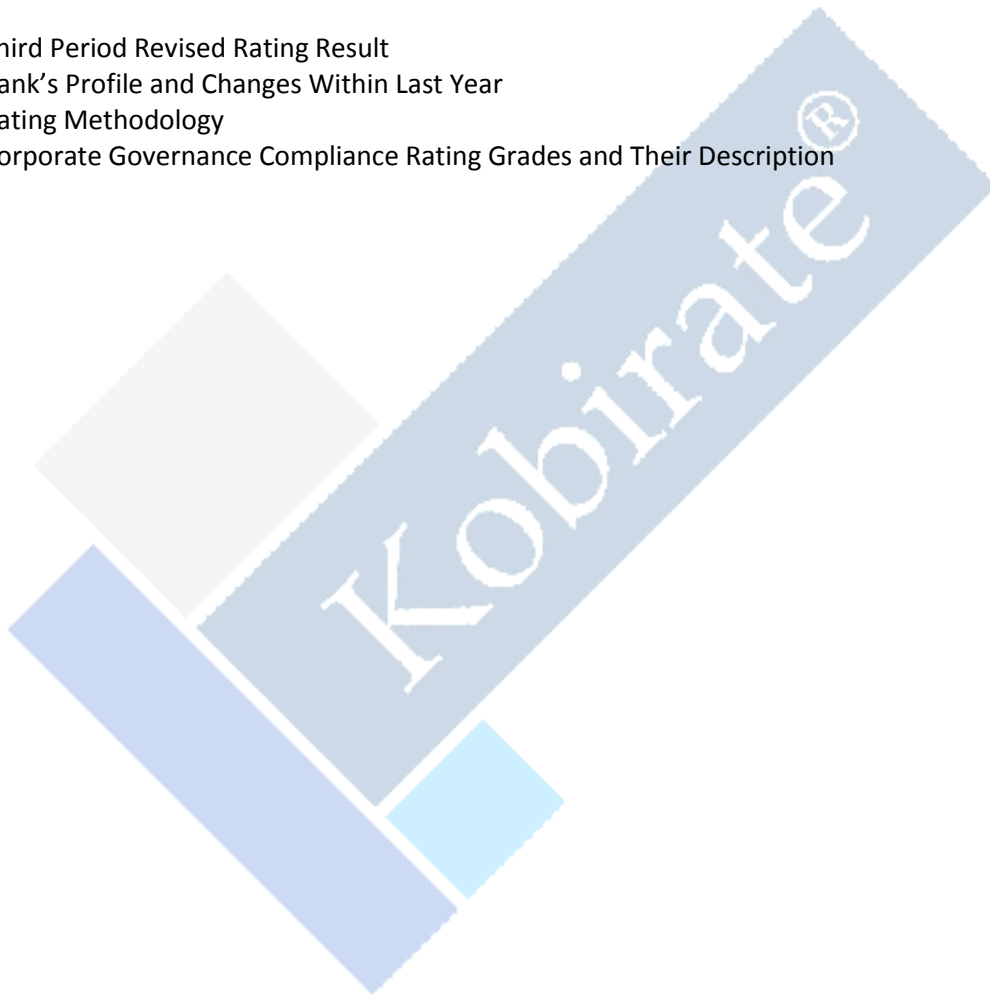 hird Period Revised Rating Result
ank’s Profile and Changes Within Last Year
ating Methodology
orporate Governance Compliance Rating Grades and Their Description
Kobirate®